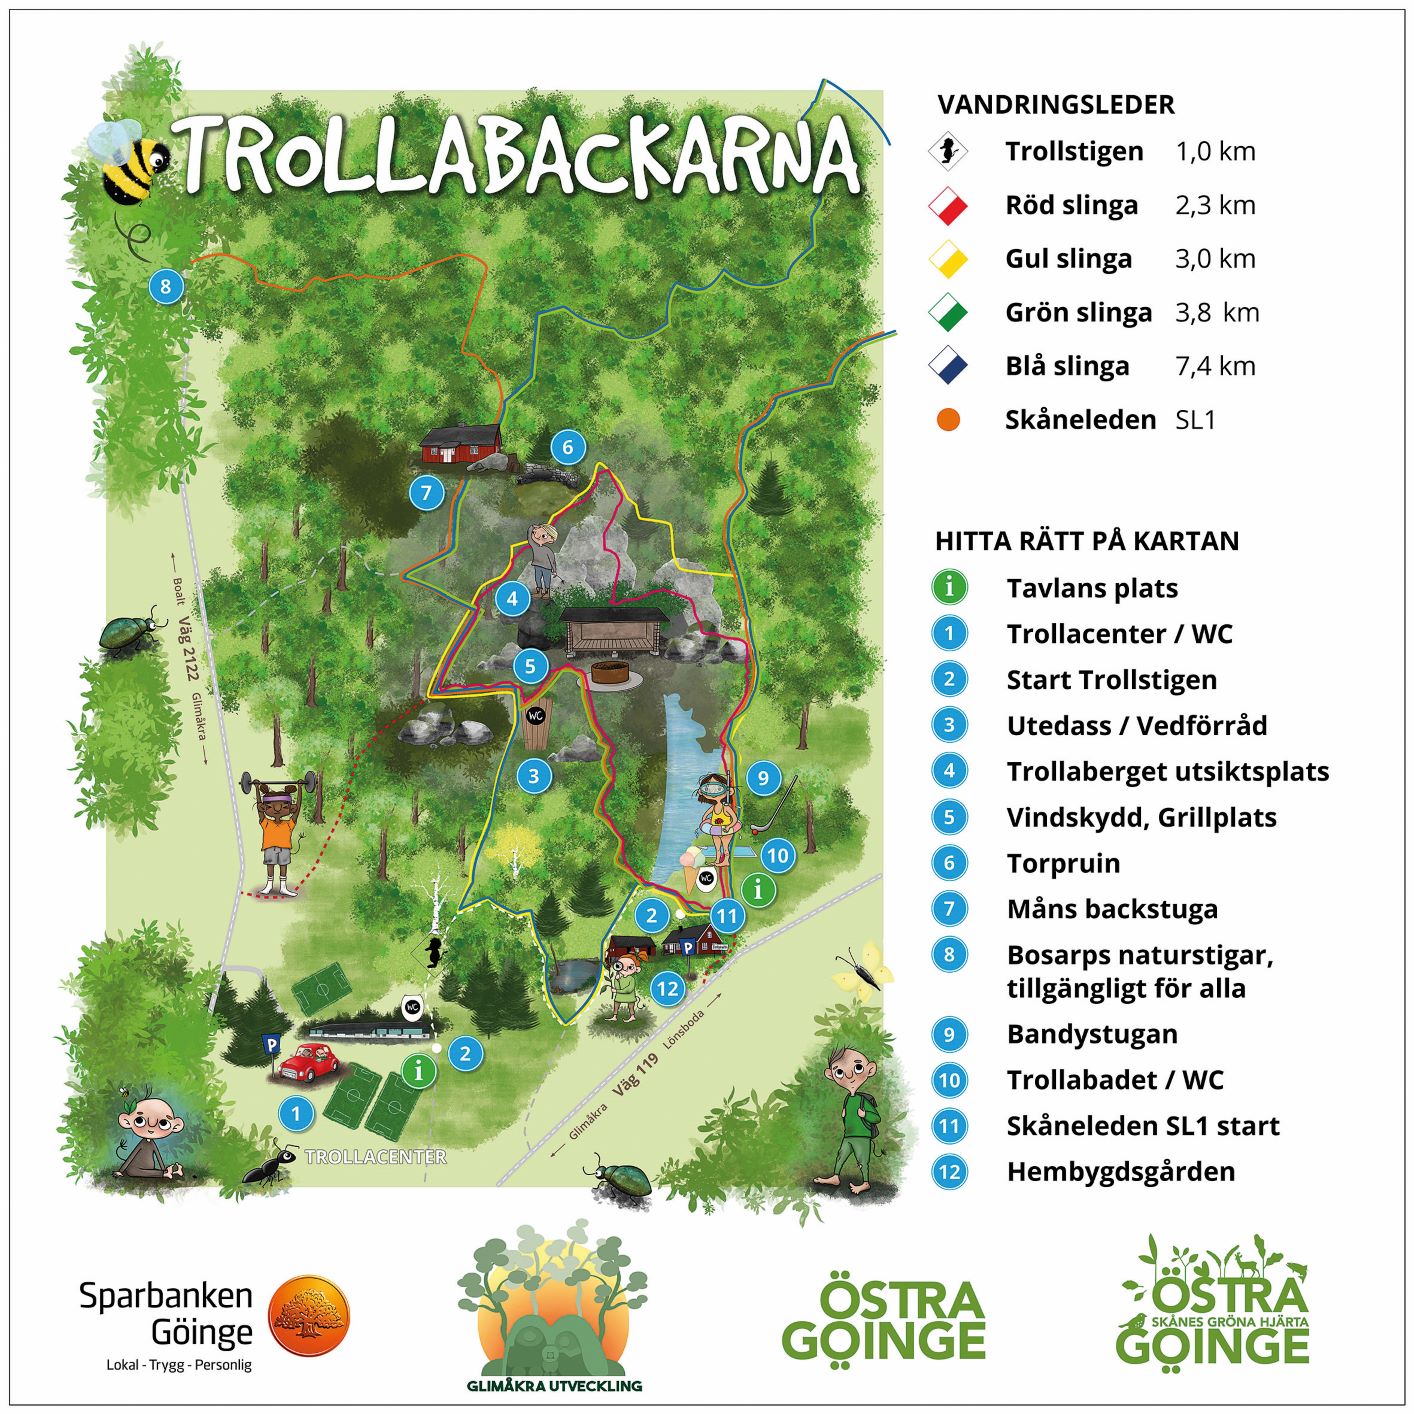 TROLLABACKARNA
8
6
7
4
5
WC
3
9
10
WC
i
2
11
P
12
← Boalt Väg 2122 Glimåkra →
← Glimåkra Väg 119 Lönsboda →
WC
P
2
i
1
TROLLACENTER
VANDRINGSLEDER
Trollstigen 1,0 km
Röd slinga 2,3 km
Gul slinga 3,0 km
Grön slinga 3,8 km
Blå slinga 7,4 km
Skåneleden SL1
HITTA RÄTT PÅ KARTAN
i Tavlans plats
1 Trollacenter / WC
2 Start Trollstigen
3 Utedass / Vedförråd
4 Trollaberget utsiktsplats
5 Vindskydd, Grillplats
6 Torpruin
7 Måns backstuga
8 Bosarps naturstigar,
tillgängligt för alla
9 Bandystugan
10 Trollabadet / WC
11 Skåneleden SL1 start
12 Hembygdsgården
Sparbanken
Göinge
Lokal - Trygg - Personlig
GLIMÅKRA UTVECKLING
ÖSTRA
GÖINGE
ÖSTRA
SKÅNES GRÖNA HJÄRTA
GÖINGE